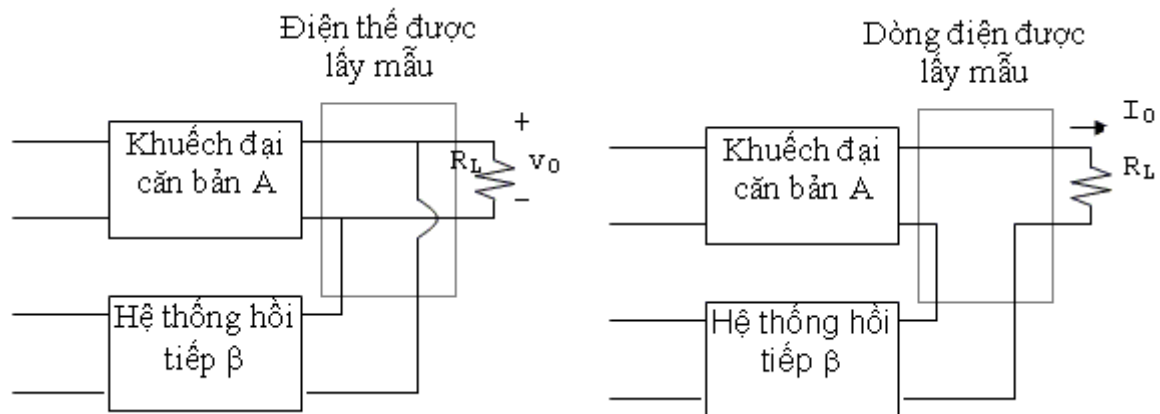 Điện thế được
lấy mẫu
Khuếch đại
căn bản A
R_L
+
v_0
-
Hệ thống hồi
tiếp β
Dòng điện được
lấy mẫu
I_0
Khuếch đại
căn bản A
R_L
Hệ thống hồi
tiếp β